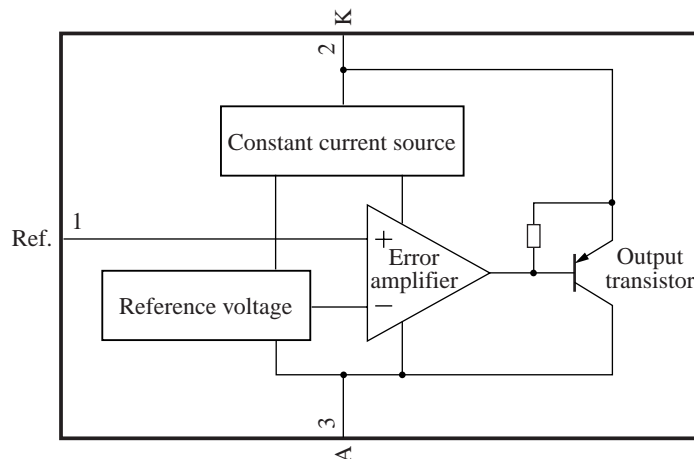 K
2
Constant current source
Ref.
1
+
Error
amplifier
−
Reference voltage
Output
transistor
3
A